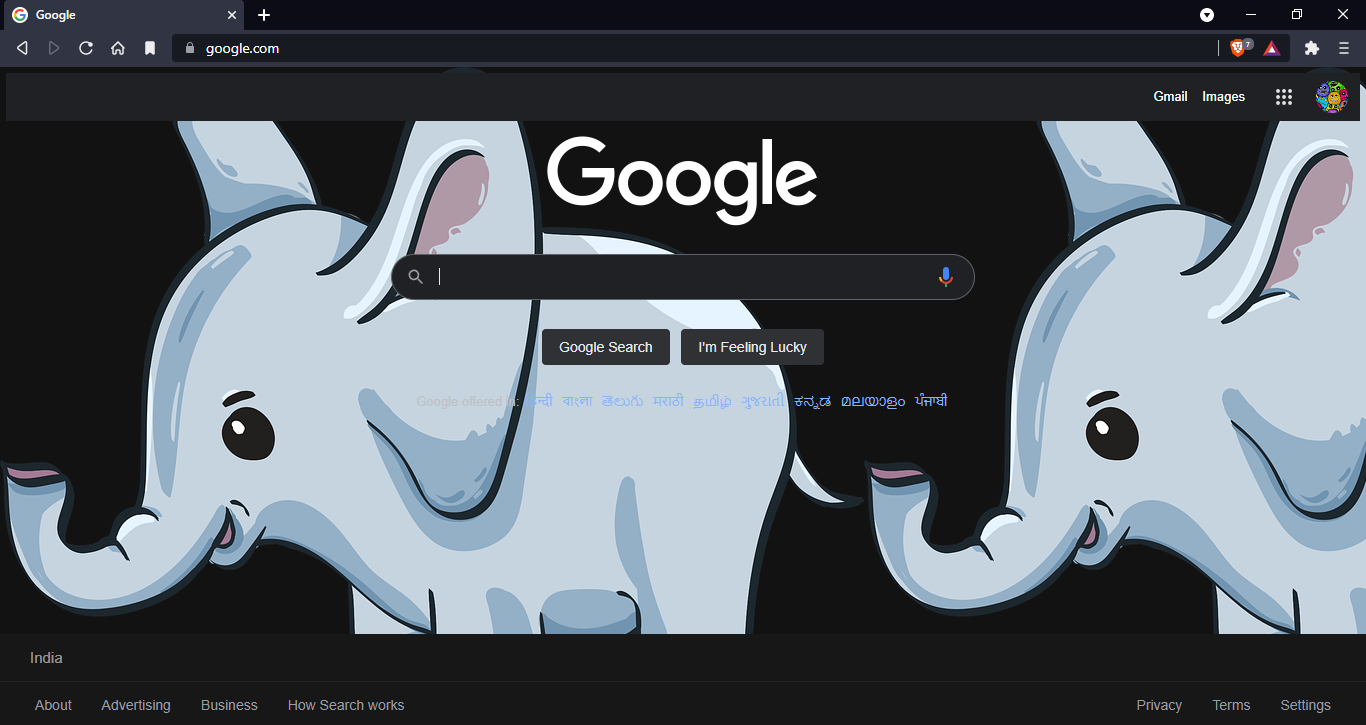 Google
google.com
7
Gmail Images
Google
Google Search I'm Feeling Lucky
Google offered in: हिन्दी বাংলা తెలుగు मराठी தமிழ் ગુજરાતી ಕನ್ನಡ മലയാളം ਪੰਜਾਬੀ
India
About Advertising Business How Search works
Privacy Terms Settings